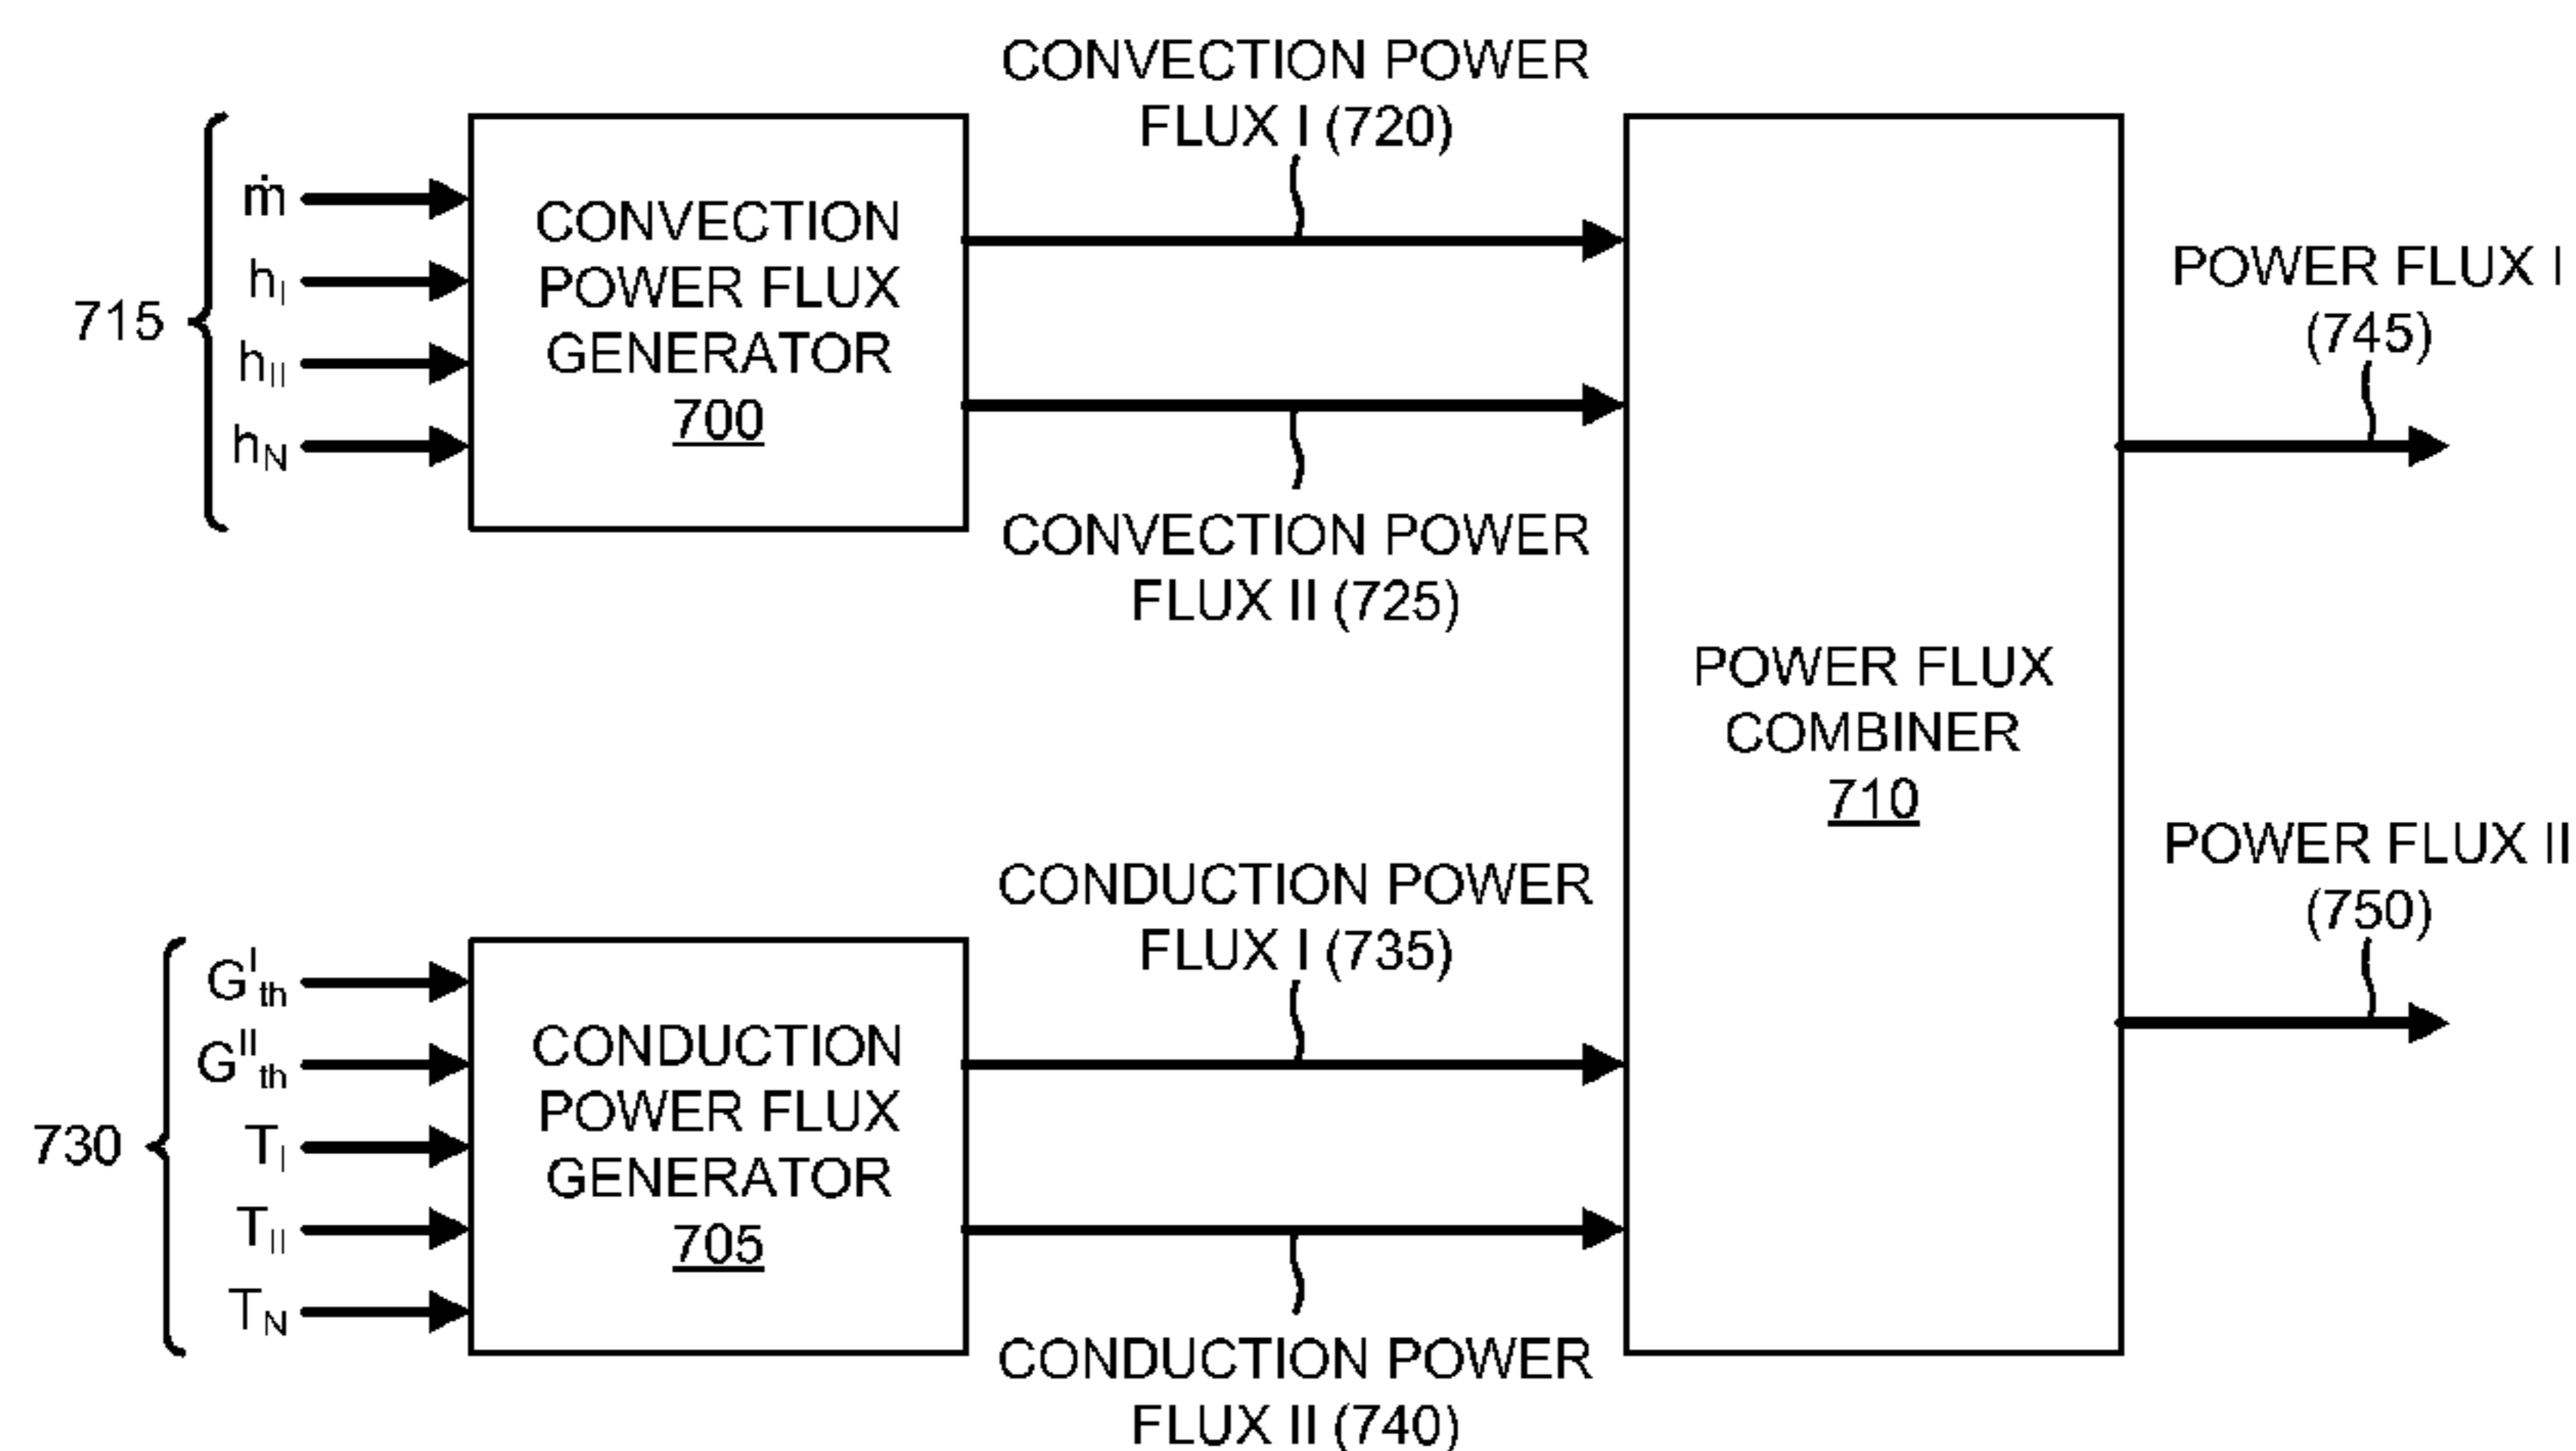 CONVECTION POWER
FLUX I (720)
715
ṁ
h_I
h_II
h_N
CONVECTION
POWER FLUX
GENERATOR
700
CONVECTION POWER
FLUX II (725)
730
G^I_th
G^II_th
T_I
T_II
T_N
CONDUCTION
POWER FLUX
GENERATOR
705
CONDUCTION POWER
FLUX I (735)
CONDUCTION POWER
FLUX II (740)
POWER FLUX
COMBINER
710
POWER FLUX I
(745)
POWER FLUX II
(750)